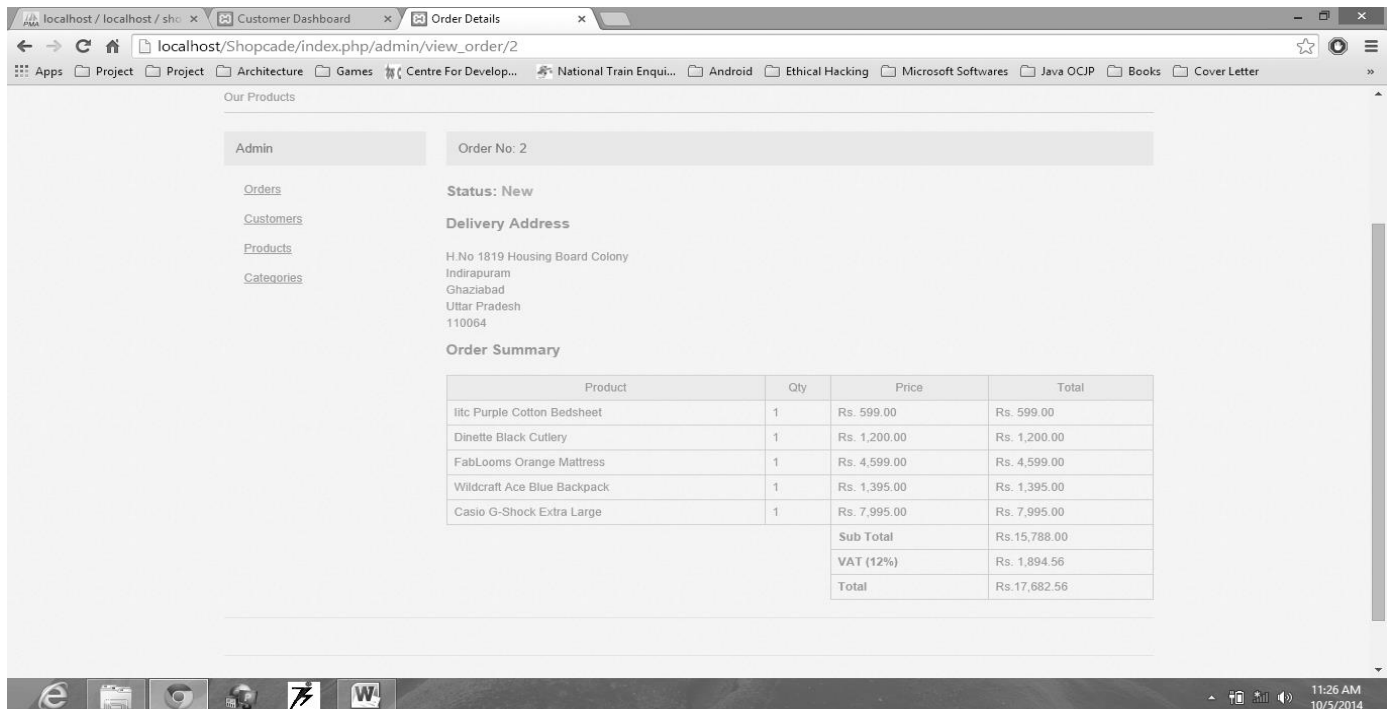 localhost / localhost / sho
Customer Dashboard
Order Details
localhost/Shopcade/index.php/admin/view_order/2
Apps Project Project Architecture Games Centre For Develop... National Train Enqui... Android Ethical Hacking Microsoft Softwares Java OCJP Books Cover Letter »
Our Products
Admin
Orders
Customers
Products
Categories
Order No: 2
Status: New
Delivery Address
H.No 1819 Housing Board Colony
Indirapuram
Ghaziabad
Uttar Pradesh
110064
Order Summary
Product Qty Price Total
Iitc Purple Cotton Bedsheet 1 Rs. 599.00 Rs. 599.00
Dinette Black Cutlery 1 Rs. 1,200.00 Rs. 1,200.00
FabLooms Orange Mattress 1 Rs. 4,599.00 Rs. 4,599.00
Wildcraft Ace Blue Backpack 1 Rs. 1,395.00 Rs. 1,395.00
Casio G-Shock Extra Large 1 Rs. 7,995.00 Rs. 7,995.00
Sub Total Rs.15,788.00
VAT (12%) Rs. 1,894.56
Total Rs.17,682.56
11:26 AM
10/5/2014